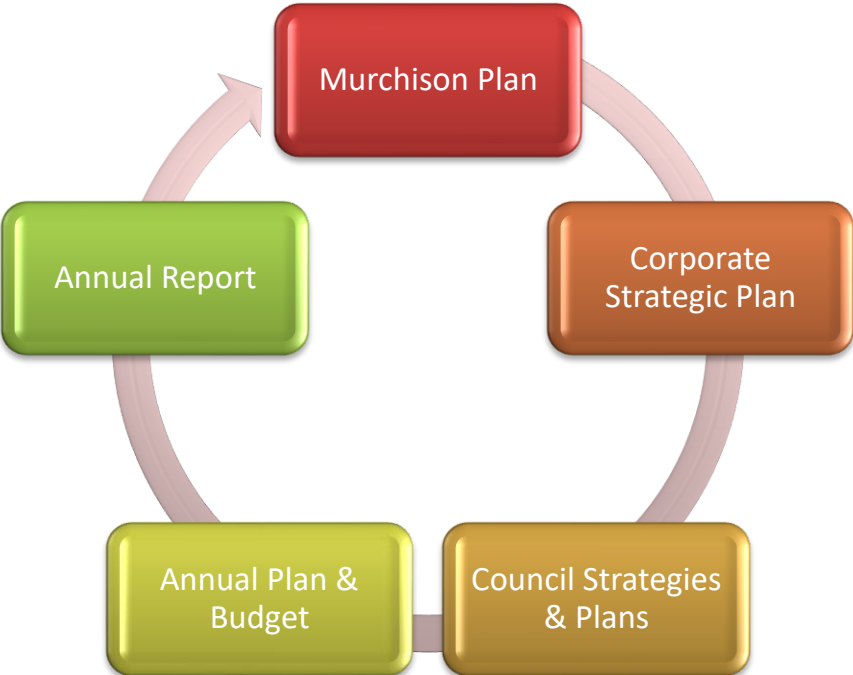 Murchison Plan
Corporate
Strategic Plan
Council Strategies
& Plans
Annual Plan &
Budget
Annual Report